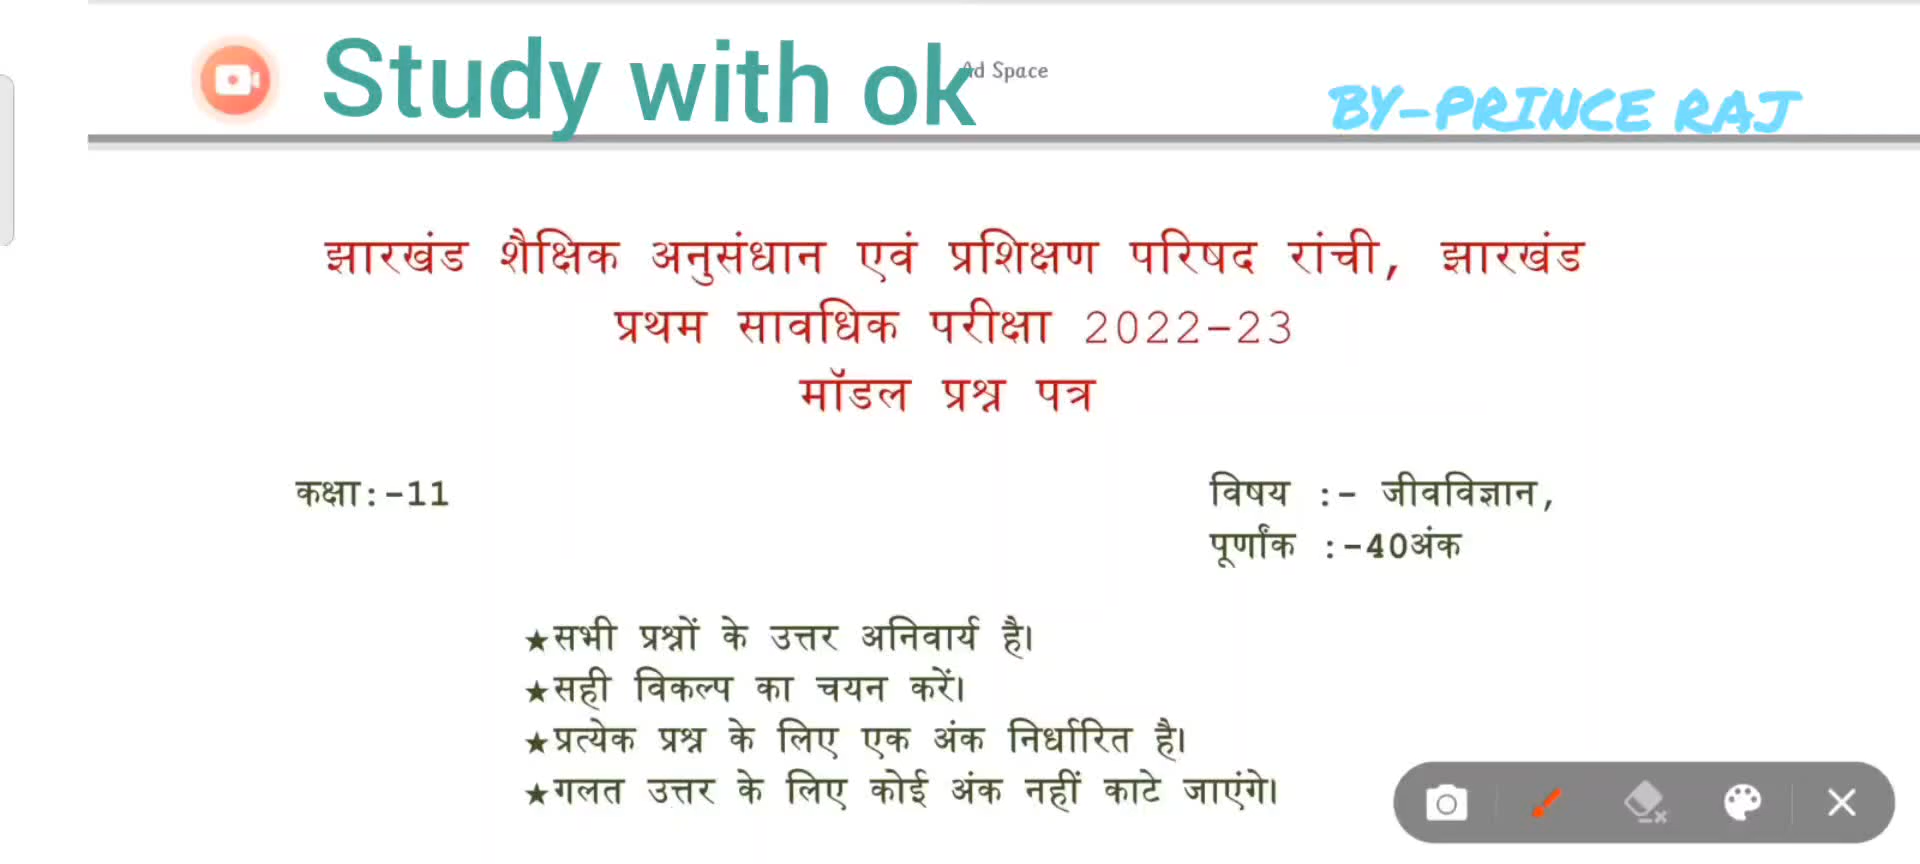 Study with ok
Ad Space
BY-PRINCE RAJ
झारखंड शैक्षिक अनुसंधान एवं प्रशिक्षण परिषद रांची, झारखंड
प्रथम सावधिक परीक्षा 2022-23
मॉडल प्रश्न पत्र
कक्षा:-11
विषय :- जीवविज्ञान,
पूर्णांक :-40अंक
★सभी प्रश्नों के उत्तर अनिवार्य है।
★सही विकल्प का चयन करें।
★प्रत्येक प्रश्न के लिए एक अंक निर्धारित है।
★गलत उत्तर के लिए कोई अंक नहीं काटे जाएंगे।